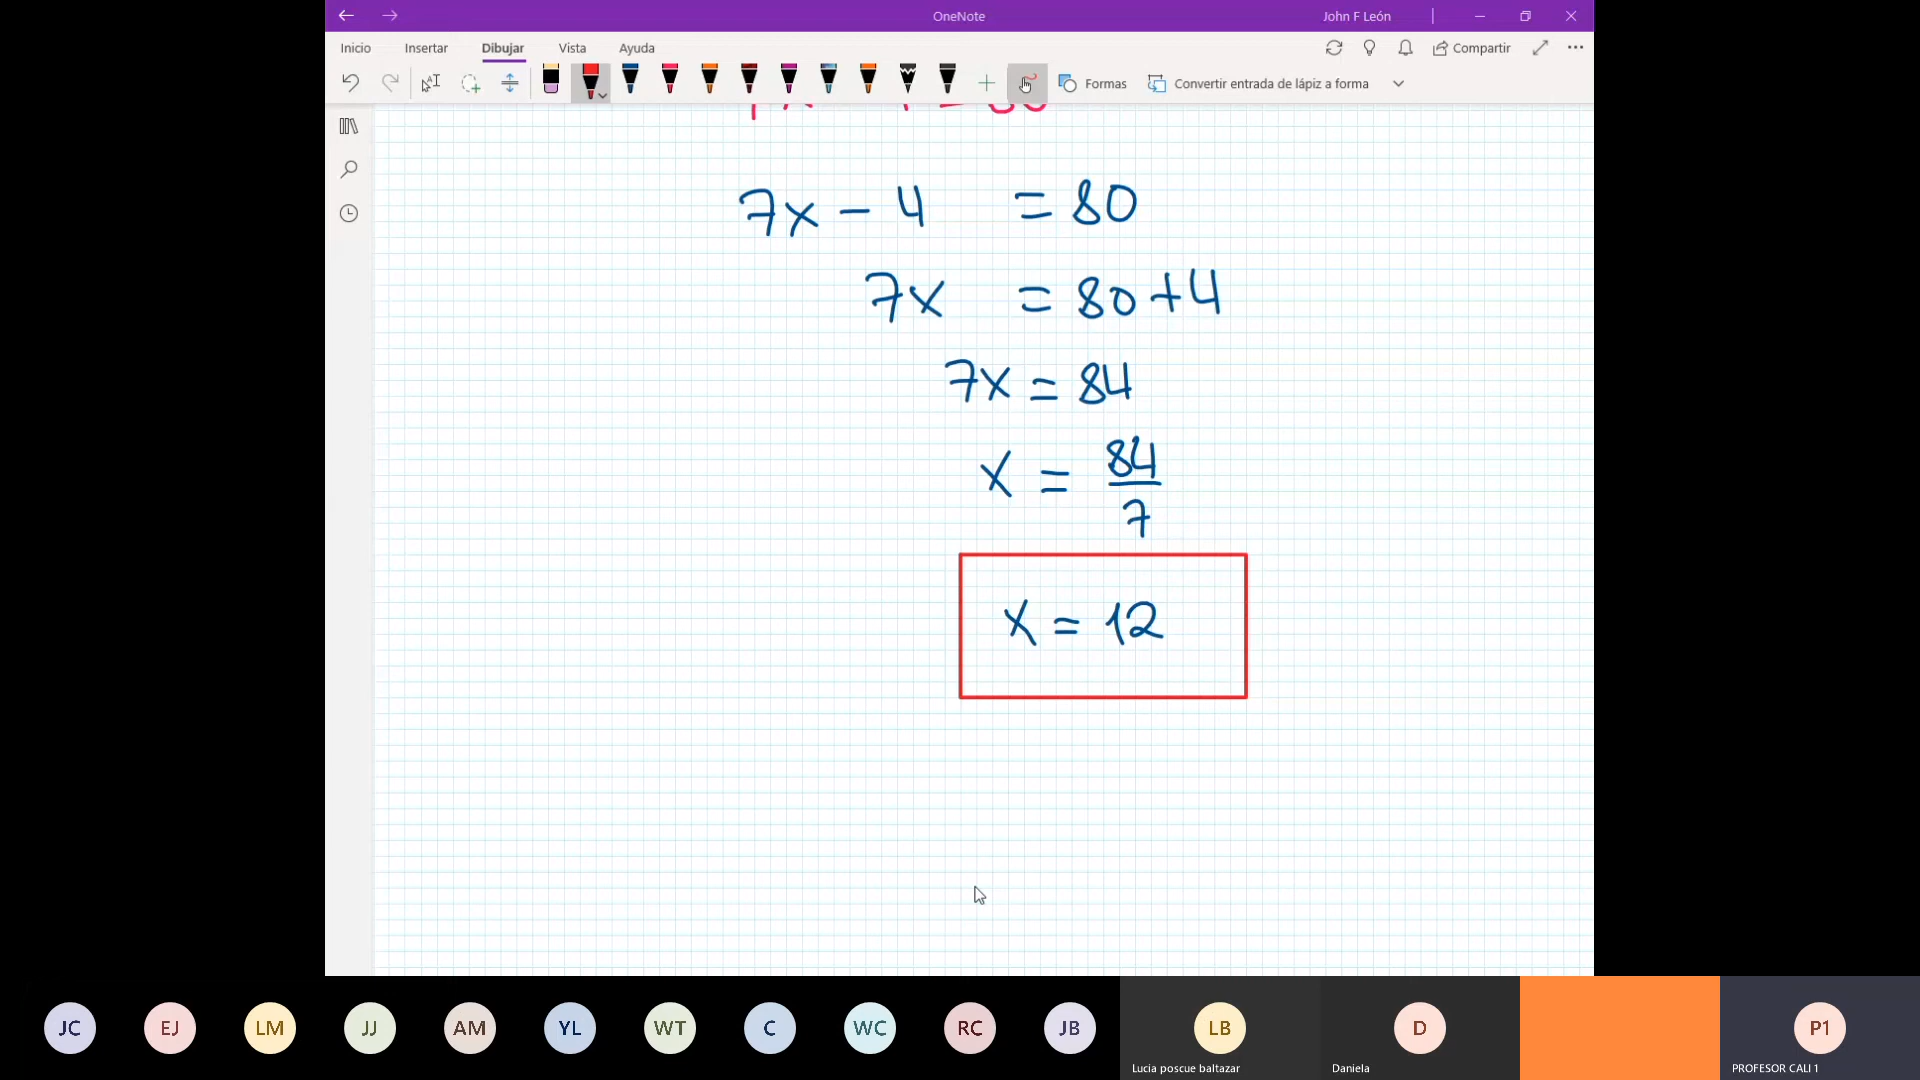 OneNote
John F León
Inicio
Insertar
Dibujar
Vista
Ayuda
Compartir
Formas
Convertir entrada de lápiz a forma
7x - 4 = 80
7x = 80 + 4
7x = 84
x = 84/7
x = 12
JC
EJ
LM
JJ
AM
YL
WT
C
WC
RC
JB
LB
D
P1
Lucia poscue baltazar
Daniela
PROFESOR CALI 1